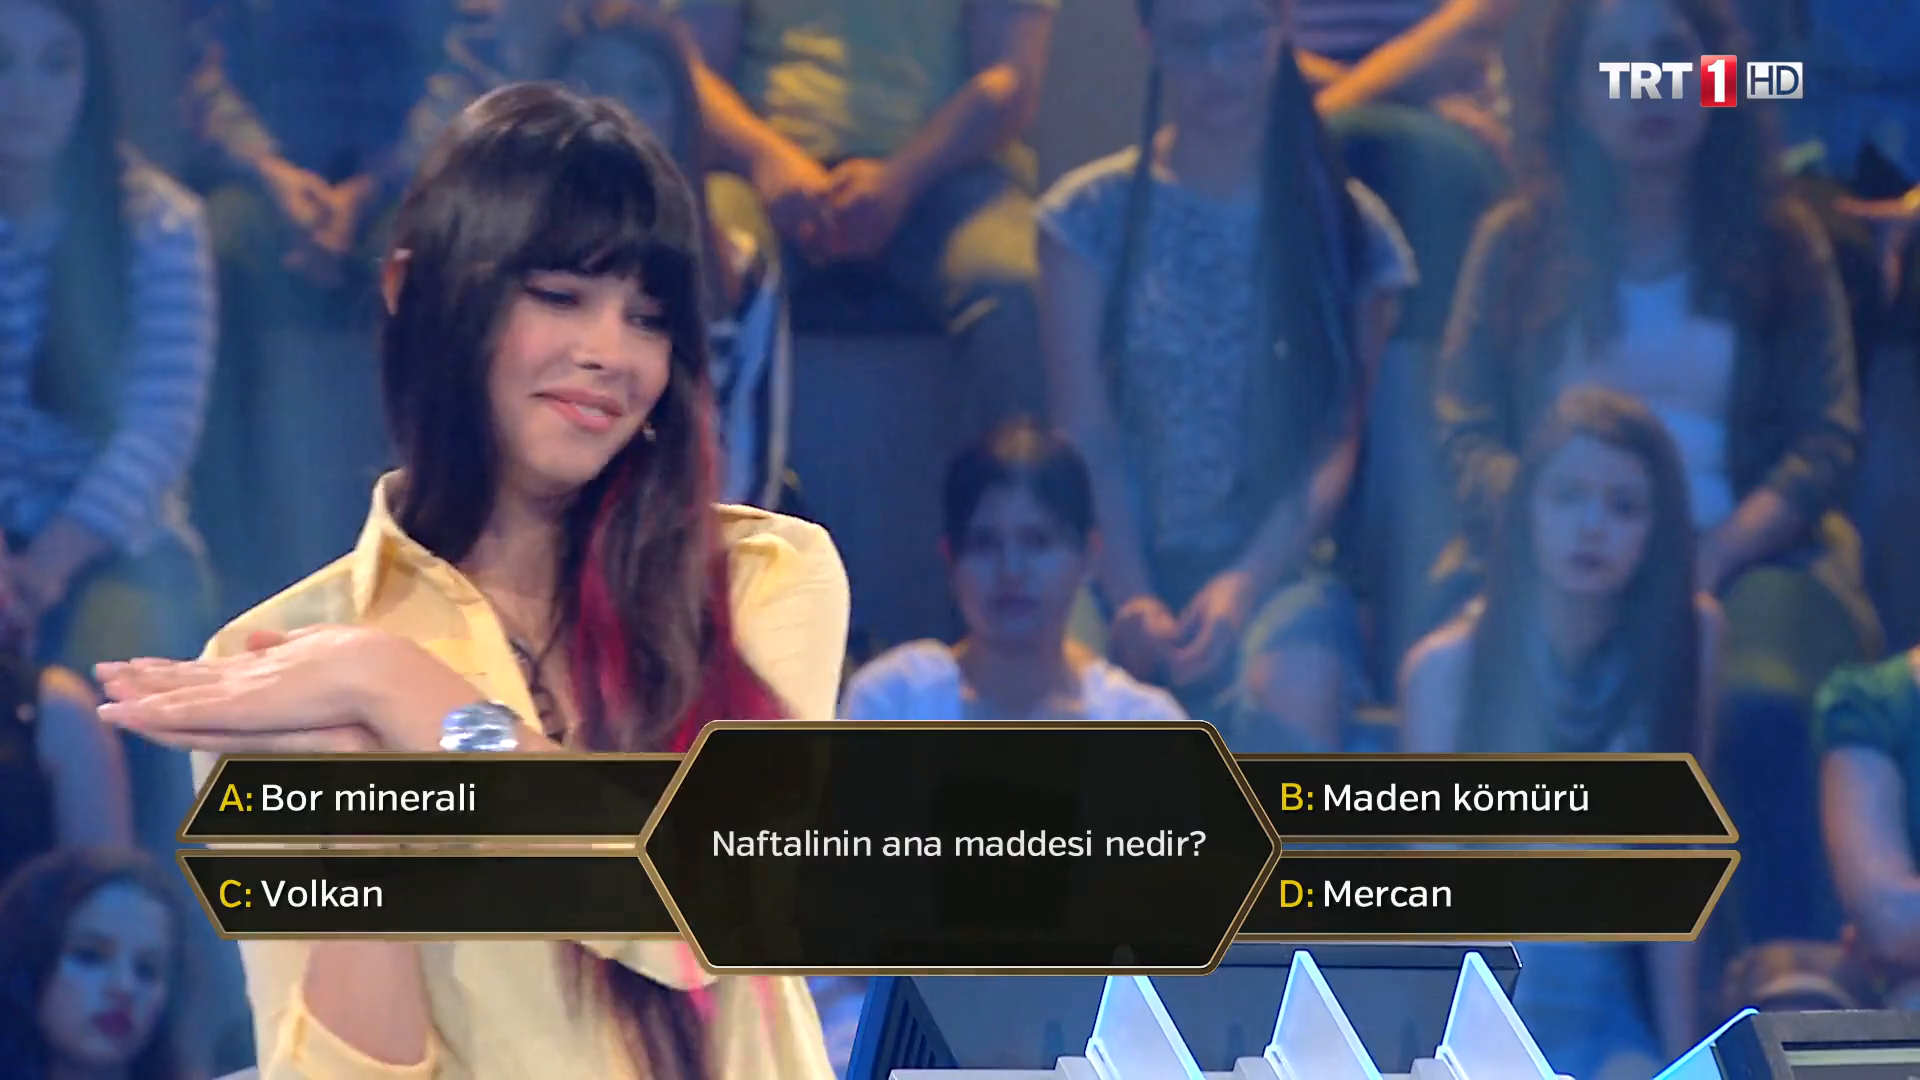 TRT 1 HD
A: Bor minerali
B: Maden kömürü
Naftalinin ana maddesi nedir?
C: Volkan
D: Mercan